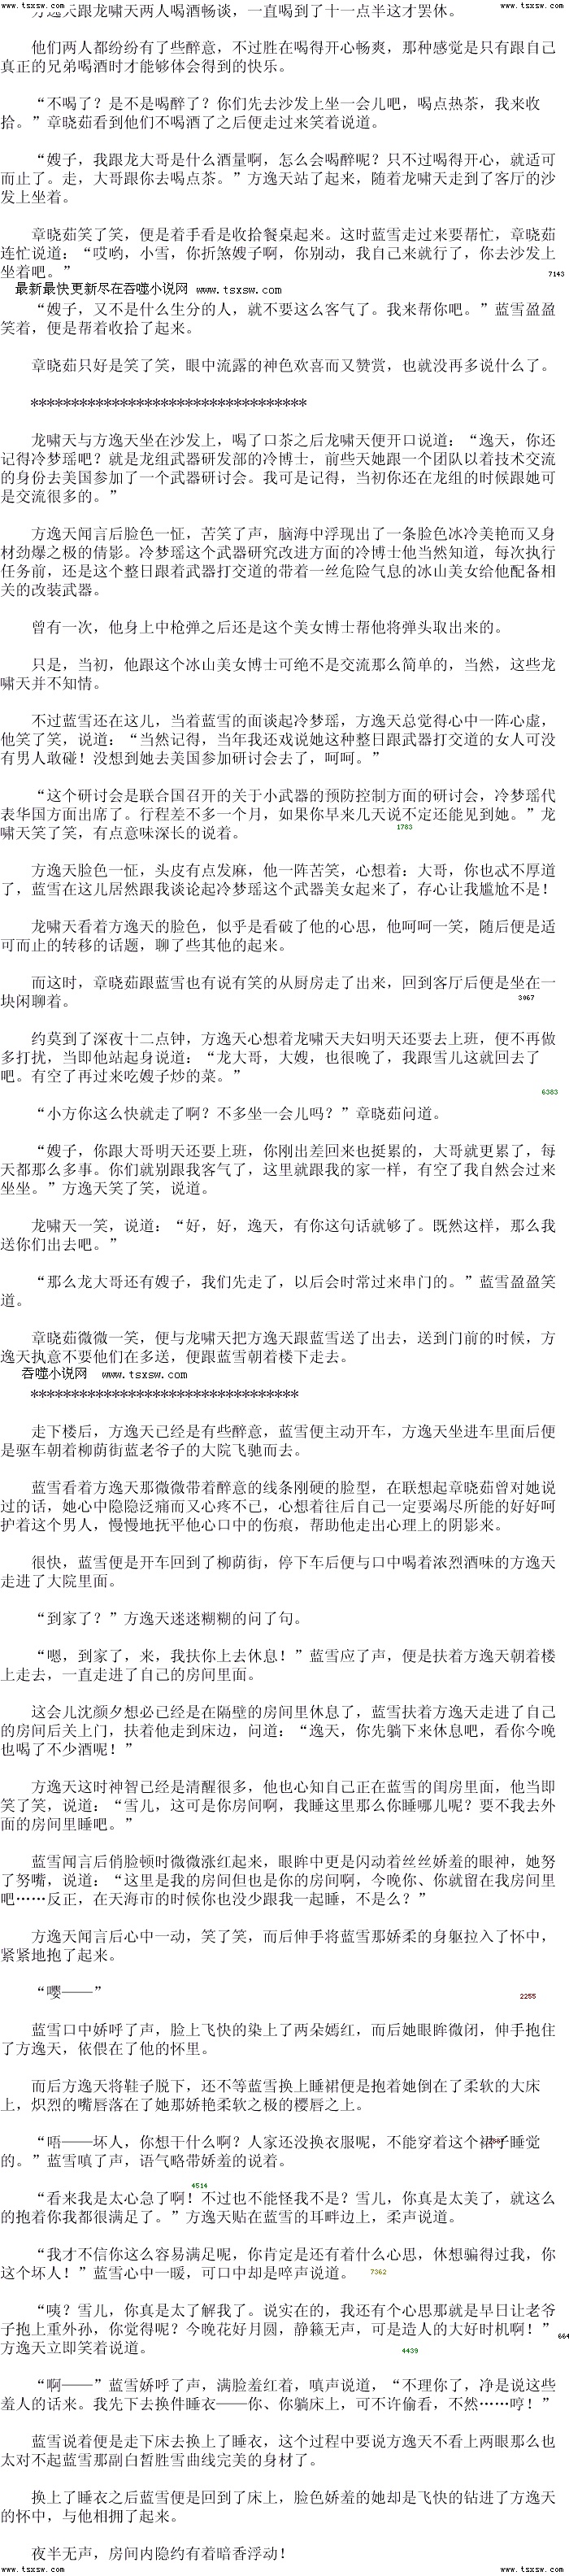 www.tsxsw.com www.tsxsw.com
方逸天跟龙啸天两人喝酒畅谈，一直喝到了十一点半这才罢休。
他们两人都纷纷有了些醉意，不过胜在喝得开心畅爽，那种感觉是只有跟自己
真正的兄弟喝酒时才能够体会得到的快乐。
“不喝了？是不是喝醉了？你们先去沙发上坐一会儿吧，喝点热茶，我来收
拾。”章晓茹看到他们不喝酒了之后便走过来笑着说道。
“嫂子，我跟龙大哥是什么酒量啊，怎么会喝醉呢？只不过喝得开心，就适可
而止了。走，大哥跟你去喝点茶。”方逸天站了起来，随着龙啸天走到了客厅的沙
发上坐着。
章晓茹笑了笑，便是着手看是收拾餐桌起来。这时蓝雪走过来要帮忙，章晓茹
连忙说道：“哎哟，小雪，你折煞嫂子啊，你别动，我自己来就行了，你去沙发上
坐着吧。”
7143
最新最快更新尽在吞噬小说网 www.tsxsw.com
“嫂子，又不是什么生分的人，就不要这么客气了。我来帮你吧。”蓝雪盈盈
笑着，便是帮着收拾了起来。
章晓茹只好是笑了笑，眼中流露的神色欢喜而又赞赏，也就没再多说什么了。
**********************************
龙啸天与方逸天坐在沙发上，喝了口茶之后龙啸天便开口说道：“逸天，你还
记得冷梦瑶吧？就是龙组武器研发部的冷博士，前些天她跟一个团队以着技术交流
的身份去美国参加了一个武器研讨会。我可是记得，当初你还在龙组的时候跟她可
是交流很多的。”
方逸天闻言后脸色一怔，苦笑了声，脑海中浮现出了一条脸色冰冷美艳而又身
材劲爆之极的倩影。冷梦瑶这个武器研究改进方面的冷博士他当然知道，每次执行
任务前，还是这个整日跟着武器打交道的带着一丝危险气息的冰山美女给他配备相
关的改装武器。
曾有一次，他身上中枪弹之后还是这个美女博士帮他将弹头取出来的。
只是，当初，他跟这个冰山美女博士可绝不是交流那么简单的，当然，这些龙
啸天并不知情。
不过蓝雪还在这儿，当着蓝雪的面谈起冷梦瑶，方逸天总觉得心中一阵心虚，
他笑了笑，说道：“当然记得，当年我还戏说她这种整日跟武器打交道的女人可没
有男人敢碰！没想到她去美国参加研讨会去了，呵呵。”
“这个研讨会是联合国召开的关于小武器的预防控制方面的研讨会，冷梦瑶代
表华国方面出席了。行程差不多一个月，如果你早来几天说不定还能见到她。”龙
啸天笑了笑，有点意味深长的说着。
1783
方逸天脸色一怔，头皮有点发麻，他一阵苦笑，心想着：大哥，你也忒不厚道
了，蓝雪在这儿居然跟我谈论起冷梦瑶这个武器美女起来了，存心让我尴尬不是！
龙啸天看着方逸天的脸色，似乎是看破了他的心思，他呵呵一笑，随后便是适
可而止的转移的话题，聊了些其他的起来。
而这时，章晓茹跟蓝雪也有说有笑的从厨房走了出来，回到客厅后便是坐在一
块闲聊着。
3067
约莫到了深夜十二点钟，方逸天心想着龙啸天夫妇明天还要去上班，便不再做
多打扰，当即他站起身说道：“龙大哥，大嫂，也很晚了，我跟雪儿这就回去了
吧。有空了再过来吃嫂子炒的菜。”
6383
“小方你这么快就走了啊？不多坐一会儿吗？”章晓茹问道。
“嫂子，你跟大哥明天还要上班，你刚出差回来也挺累的，大哥就更累了，每
天都那么多事。你们就别跟我客气了，这里就跟我的家一样，有空了我自然会过来
坐坐。”方逸天笑了笑，说道。
龙啸天一笑，说道：“好，好，逸天，有你这句话就够了。既然这样，那么我
送你们出去吧。”
“那么龙大哥还有嫂子，我们先走了，以后会时常过来串门的。”蓝雪盈盈笑
道。
章晓茹微微一笑，便与龙啸天把方逸天跟蓝雪送了出去，送到门前的时候，方
逸天执意不要他们在多送，便跟蓝雪朝着楼下走去。
吞噬小说网 www.tsxsw.com
*********************************
走下楼后，方逸天已经是有些醉意，蓝雪便主动开车，方逸天坐进车里面后便
是驱车朝着柳荫街蓝老爷子的大院飞驰而去。
蓝雪看着方逸天那微微带着醉意的线条刚硬的脸型，在联想起章晓茹曾对她说
过的话，她心中隐隐泛痛而又心疼不已，心想着往后自己一定要竭尽所能的好好呵
护着这个男人，慢慢地抚平他心口中的伤痕，帮助他走出心理上的阴影来。
很快，蓝雪便是开车回到了柳荫街，停下车后便与口中喝着浓烈酒味的方逸天
走进了大院里面。
“到家了？”方逸天迷迷糊糊的问了句。
“嗯，到家了，来，我扶你上去休息！”蓝雪应了声，便是扶着方逸天朝着楼
上走去，一直走进了自己的房间里面。
这会儿沈颜夕想必已经是在隔壁的房间里休息了，蓝雪扶着方逸天走进了自己
的房间后关上门，扶着他走到床边，问道：“逸天，你先躺下来休息吧，看你今晚
也喝了不少酒呢！”
方逸天这时神智已经是清醒很多，他也心知自己正在蓝雪的闺房里面，他当即
笑了笑，说道：“雪儿，这可是你房间啊，我睡这里那么你睡哪儿呢？要不我去外
面的房间里睡吧。”
蓝雪闻言后俏脸顿时微微涨红起来，眼眸中更是闪动着丝丝娇羞的眼神，她努
了努嘴，说道：“这里是我的房间但也是你的房间啊，今晚你、你就留在我房间里
吧……反正，在天海市的时候你也没少跟我一起睡，不是么？”
方逸天闻言后心中一动，笑了笑，而后伸手将蓝雪那娇柔的身躯拉入了怀中，
紧紧地抱了起来。
“嘤——”
2255
蓝雪口中娇呼了声，脸上飞快的染上了两朵嫣红，而后她眼眸微闭，伸手抱住
了方逸天，依偎在了他的怀里。
而后方逸天将鞋子脱下，还不等蓝雪换上睡裙便是抱着她倒在了柔软的大床
上，炽烈的嘴唇落在了她那娇艳柔软之极的樱唇之上。
“唔——坏人，你想干什么啊？人家还没换衣服呢，不能穿着这个裙子睡觉
的。”蓝雪嗔了声，语气略带娇羞的说着。
4514
“看来我是太心急了啊！不过也不能怪我不是？雪儿，你真是太美了，就这么
的抱着你我都很满足了。”方逸天贴在蓝雪的耳畔边上，柔声说道。
“我才不信你这么容易满足呢，你肯定是还有着什么心思，休想骗得过我，你
这个坏人！”蓝雪心中一暖，可口中却是啐声说道。
7362
“咦？雪儿，你真是太了解我了。说实在的，我还有个心思那就是早日让老爷
子抱上重外孙，你觉得呢？今晚花好月圆，静籁无声，可是造人的大好时机啊！”
664
方逸天立即笑着说道。
4439
“啊——”蓝雪娇呼了声，满脸羞红着，嗔声说道，“不理你了，净是说这些
羞人的话来。我先下去换件睡衣——你、你躺床上，可不许偷看，不然……哼！”
蓝雪说着便是走下床去换上了睡衣，这个过程中要说方逸天不看上两眼那么也
太对不起蓝雪那副白皙胜雪曲线完美的身材了。
换上了睡衣之后蓝雪便是回到了床上，脸色娇羞的她却是飞快的钻进了方逸天
的怀中，与他相拥了起来。
夜半无声，房间内隐约有着暗香浮动！
www.tsxsw.com www.tsxsw.com